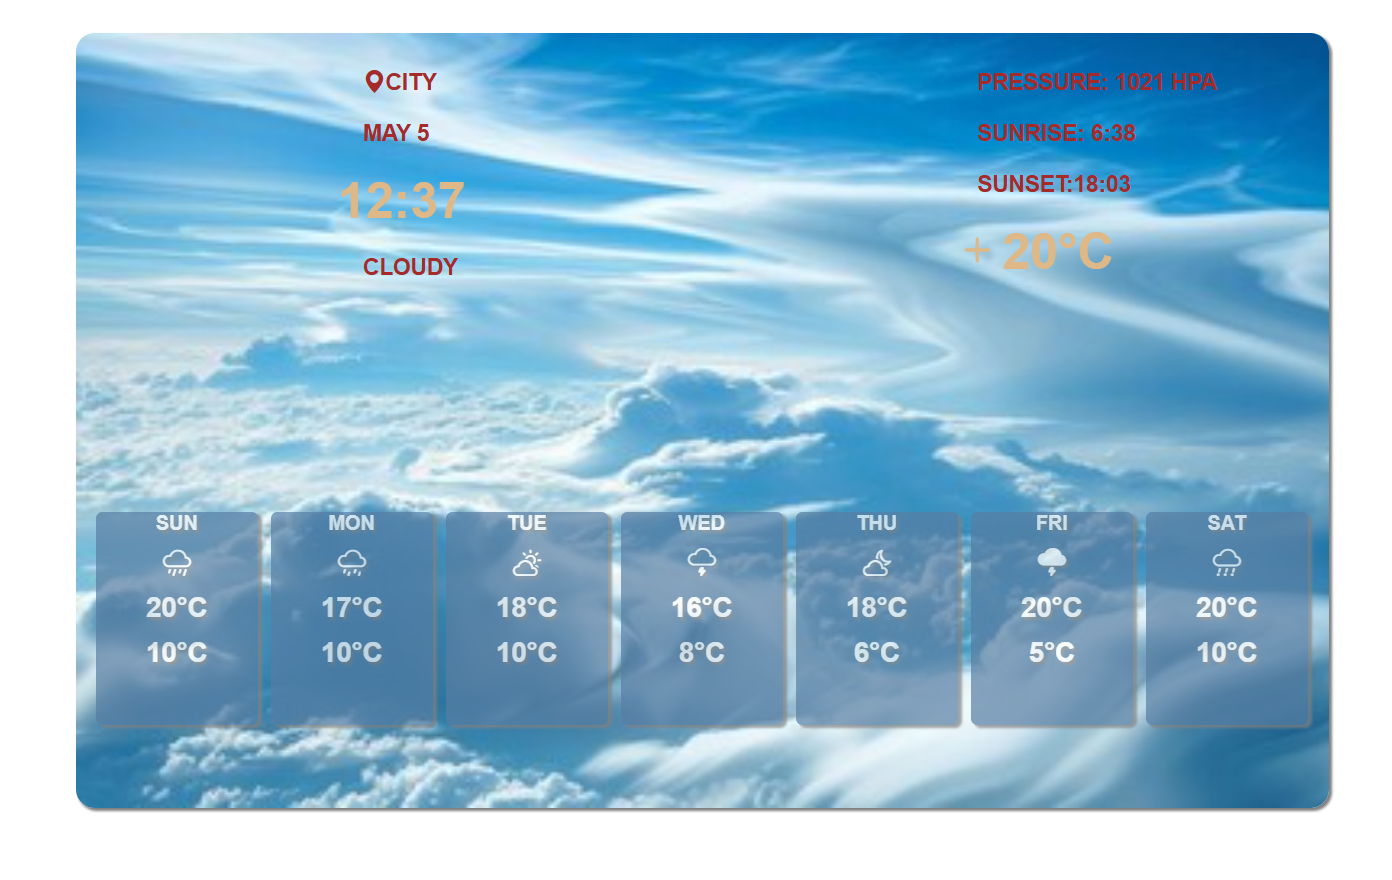 CITY
MAY 5
12:37
CLOUDY
PRESSURE: 1021 HPA
SUNRISE: 6:38
SUNSET:18:03
+ 20°C
SUN
20°C
10°C
MON
17°C
10°C
TUE
18°C
10°C
WED
16°C
8°C
THU
18°C
6°C
FRI
20°C
5°C
SAT
20°C
10°C